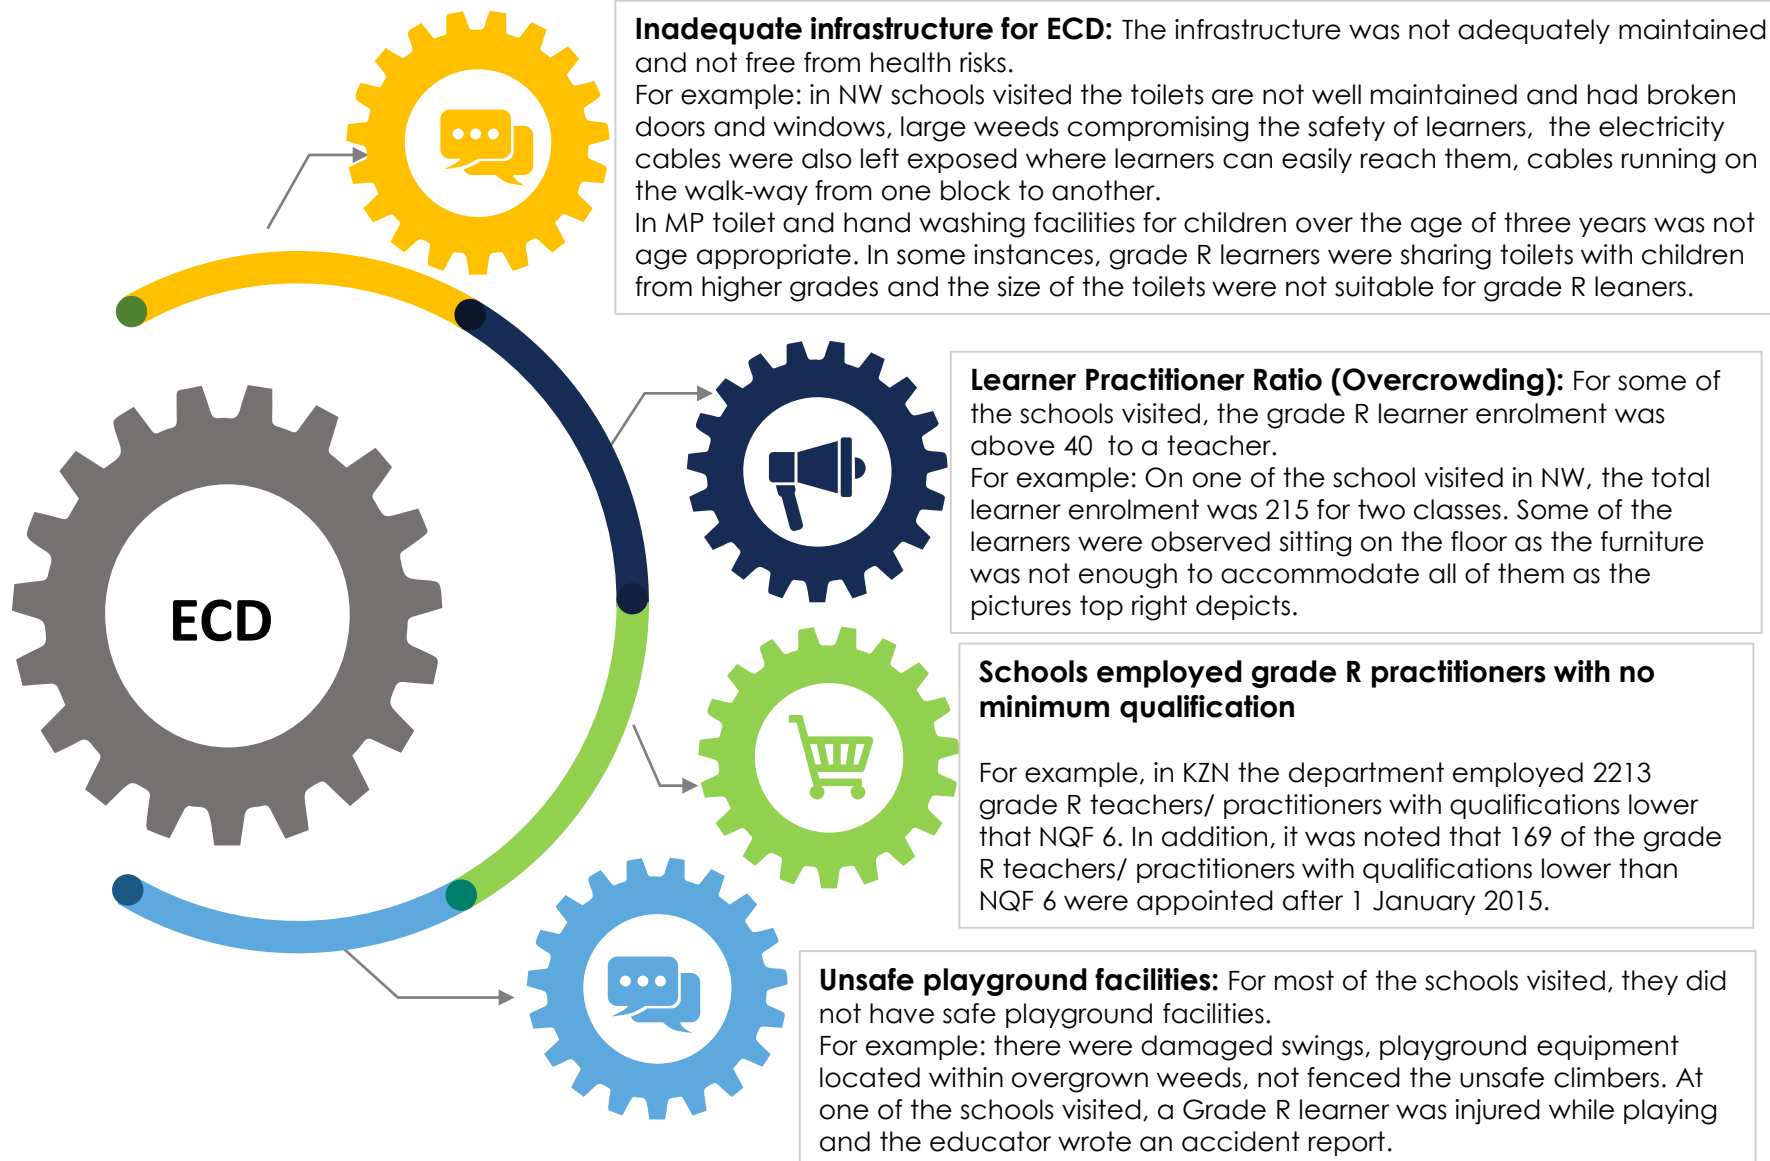 Inadequate infrastructure for ECD: The infrastructure was not adequately maintained
and not free from health risks.
For example: in NW schools visited the toilets are not well maintained and had broken
doors and windows, large weeds compromising the safety of learners,  the electricity
cables were also left exposed where learners can easily reach them, cables running on
the walk-way from one block to another.
In MP toilet and hand washing facilities for children over the age of three years was not
age appropriate. In some instances, grade R learners were sharing toilets with children
from higher grades and the size of the toilets were not suitable for grade R leaners.
Learner Practitioner Ratio (Overcrowding): For some of
the schools visited, the grade R learner enrolment was
above 40  to a teacher.
For example: On one of the school visited in NW, the total
learner enrolment was 215 for two classes. Some of the
learners were observed sitting on the floor as the furniture
was not enough to accommodate all of them as the
pictures top right depicts.
ECD
Schools employed grade R practitioners with no
minimum qualification
For example, in KZN the department employed 2213
grade R teachers/ practitioners with qualifications lower
that NQF 6. In addition, it was noted that 169 of the grade
R teachers/ practitioners with qualifications lower than
NQF 6 were appointed after 1 January 2015.
Unsafe playground facilities: For most of the schools visited, they did
not have safe playground facilities.
For example: there were damaged swings, playground equipment
located within overgrown weeds, not fenced the unsafe climbers. At
one of the schools visited, a Grade R learner was injured while playing
and the educator wrote an accident report.